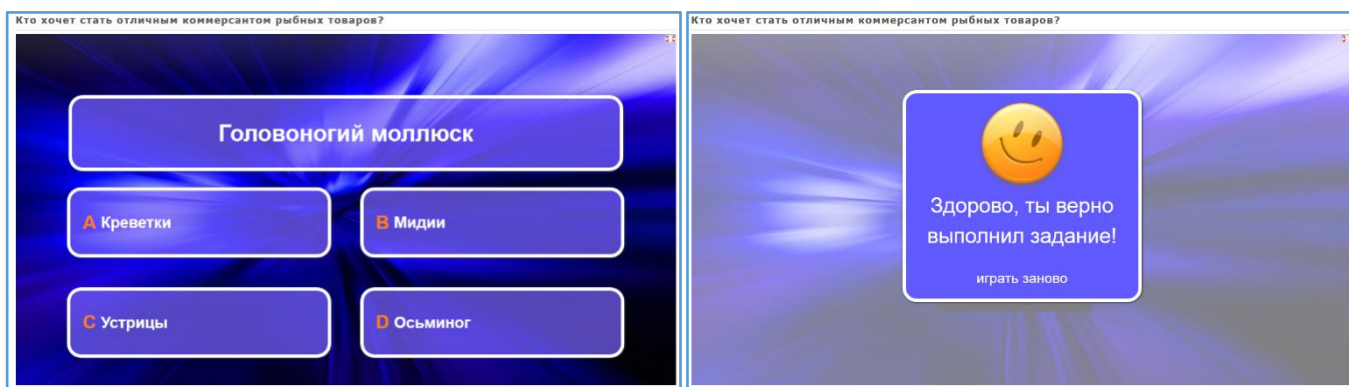 Кто хочет стать отличным коммерсантом рыбных товаров?
Головоногий моллюск
A Креветки
B Мидии
C Устрицы
D Осьминог
Кто хочет стать отличным коммерсантом рыбных товаров?
Здорово, ты верно
выполнил задание!
играть заново